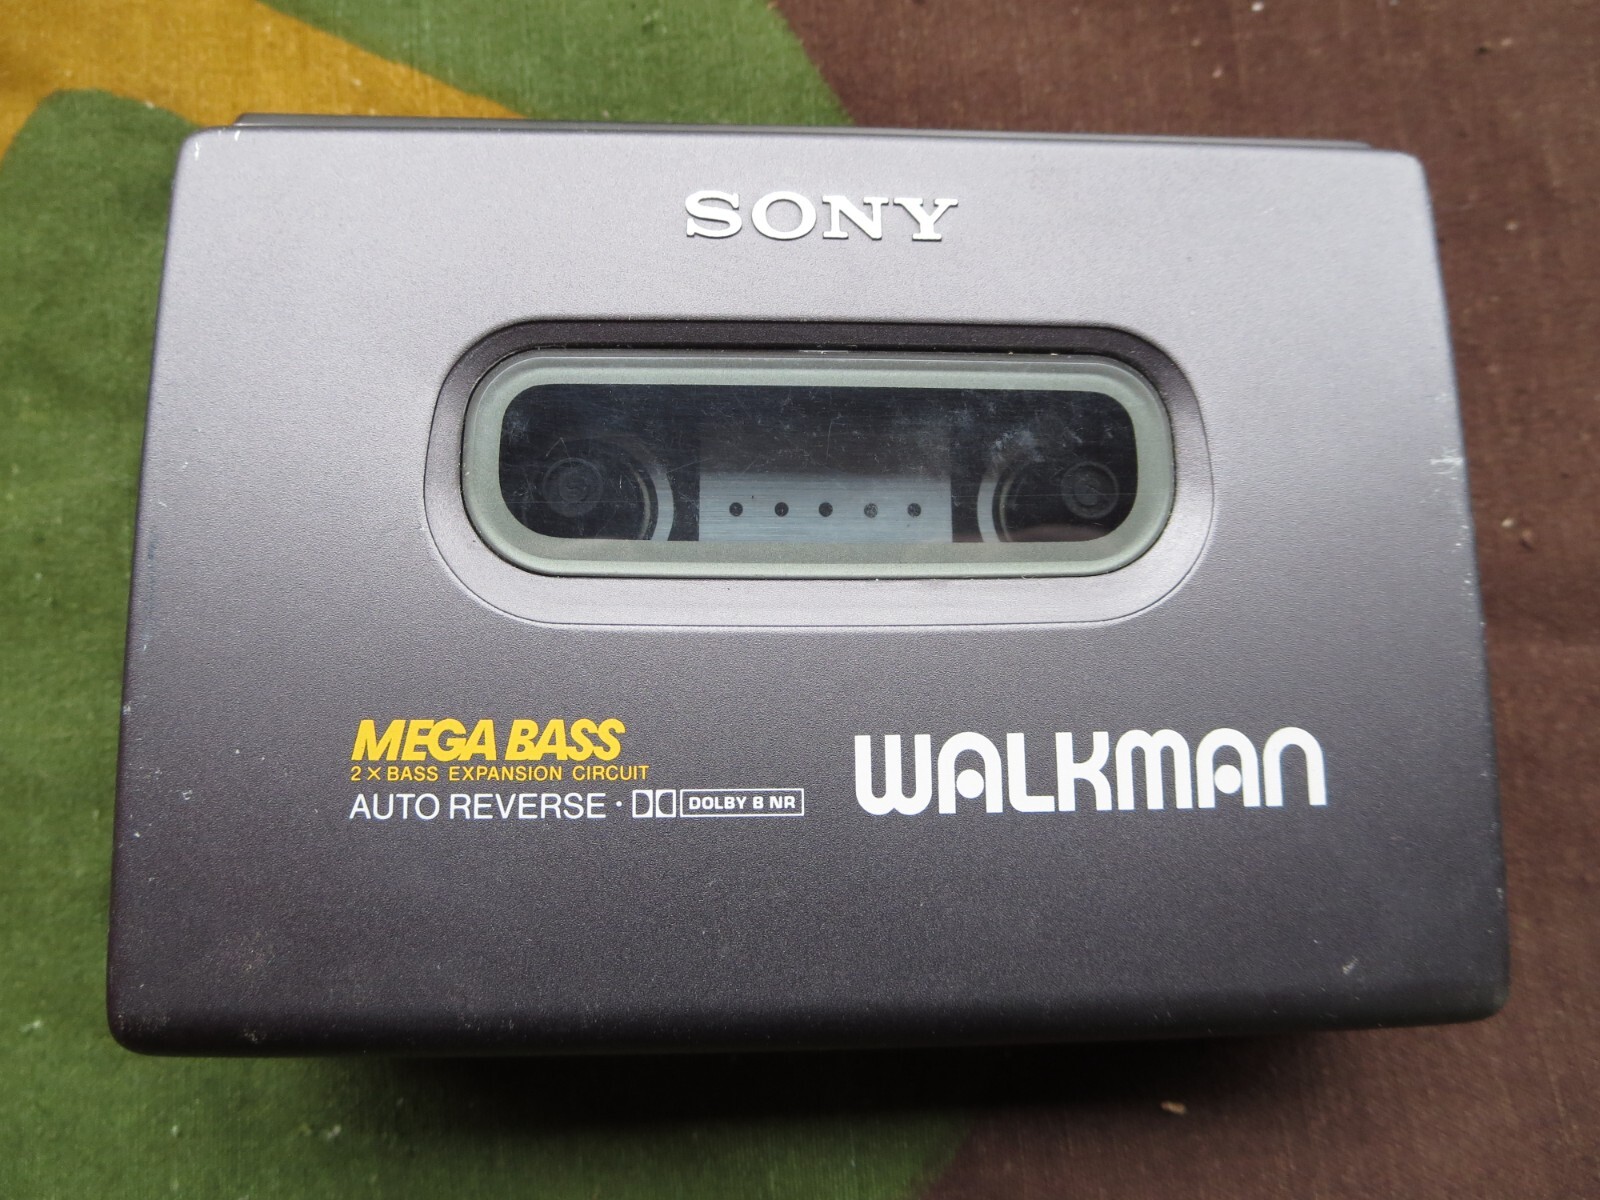 SONY
MEGA BASS
2×BASS EXPANSION CIRCUIT
AUTO REVERSE · DOLBY B NR
WALKMAN